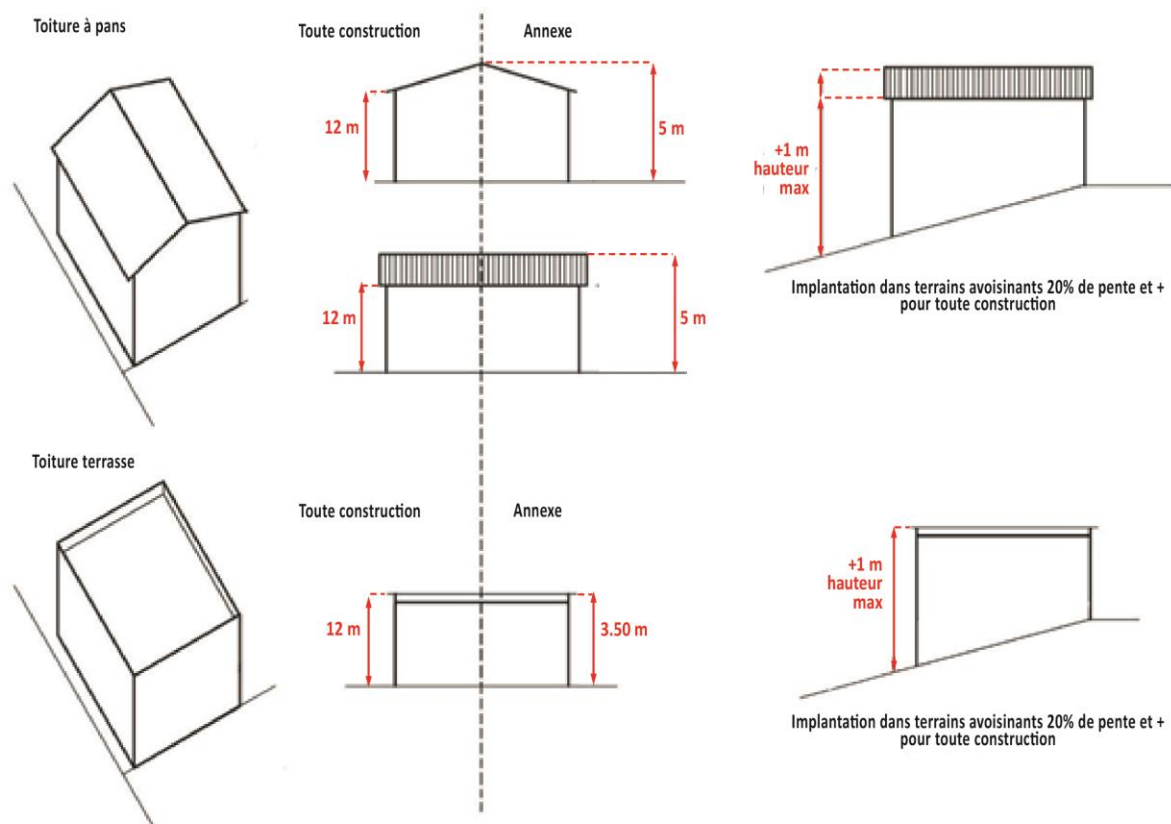 Toiture à pans
Toute construction
Annexe
12 m
5 m
+1 m
hauteur
max
12 m
5 m
Implantation dans terrains avoisinants 20% de pente et +
pour toute construction
Toiture terrasse
Toute construction
Annexe
12 m
3.50 m
+1 m
hauteur
max
Implantation dans terrains avoisinants 20% de pente et +
pour toute construction